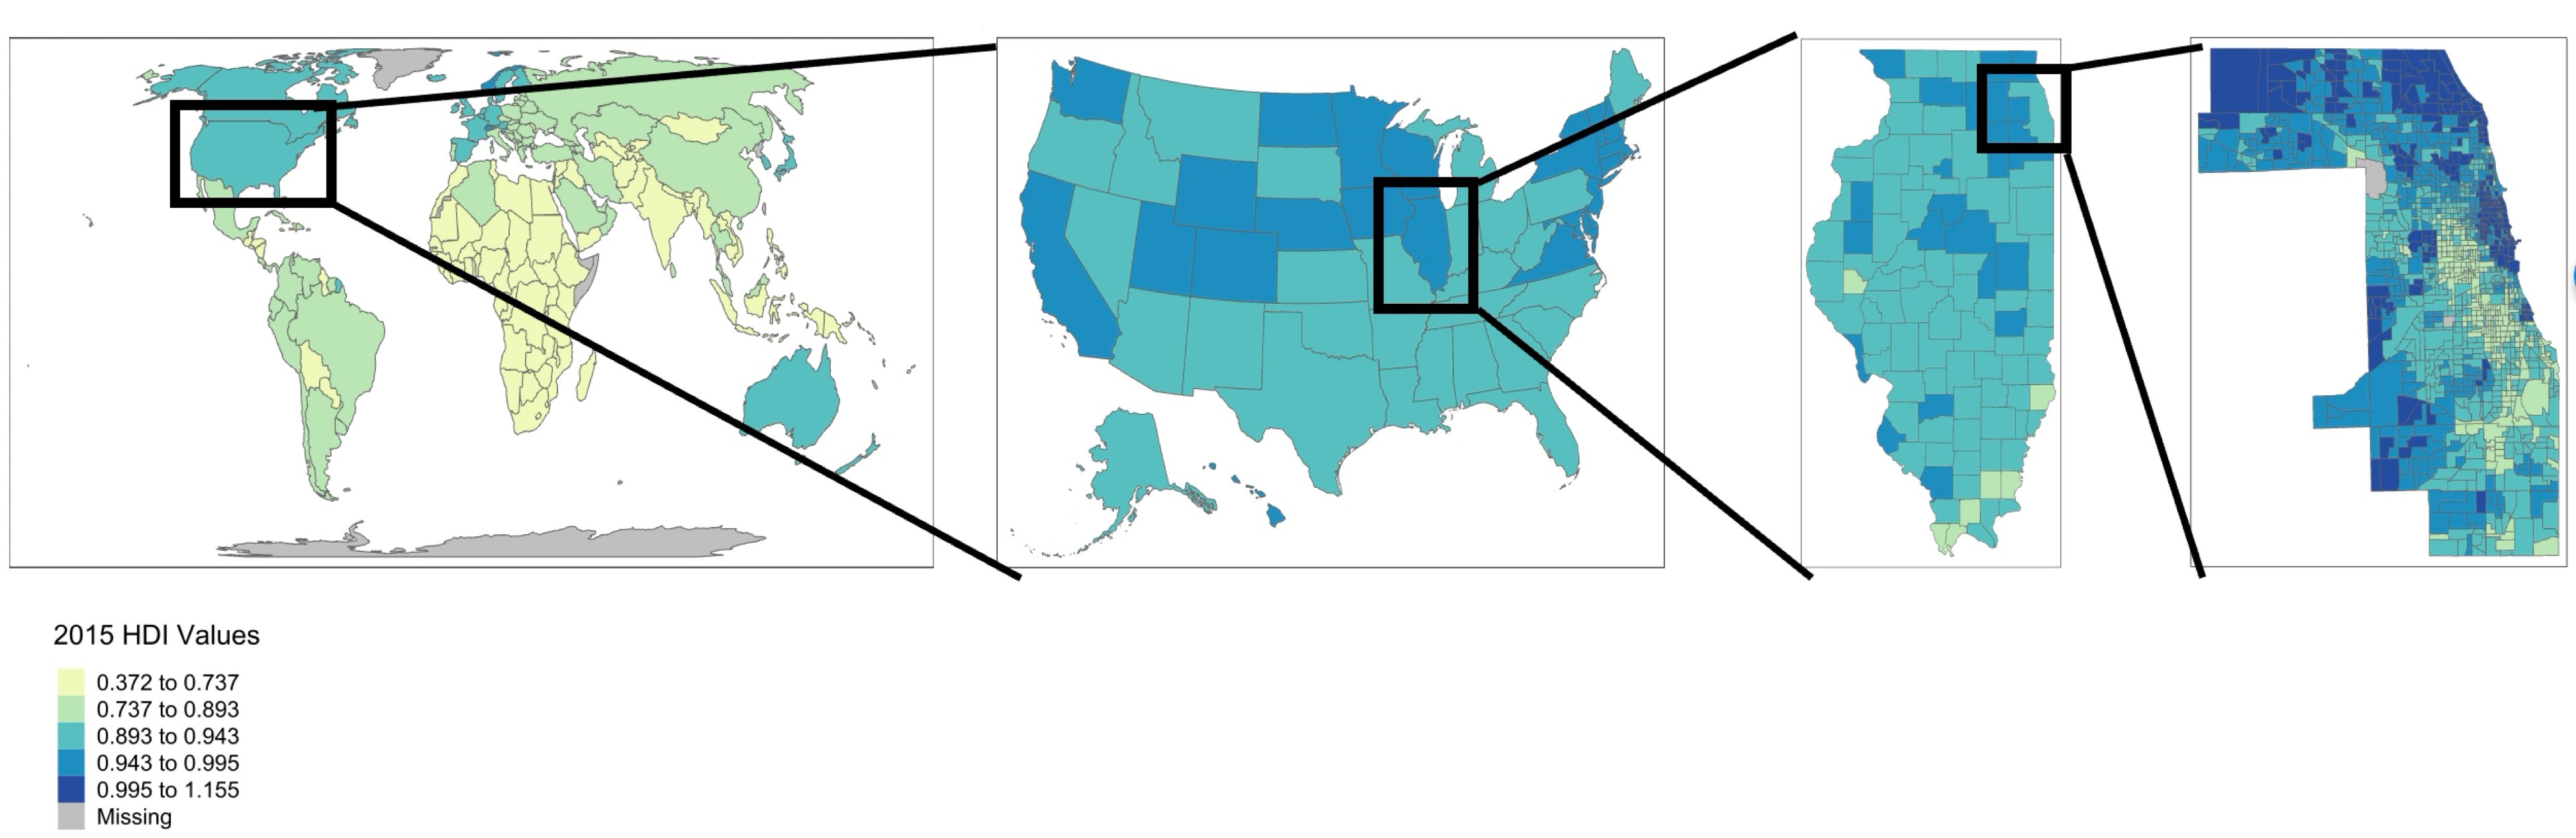 2015 HDI Values
0.372 to 0.737
0.737 to 0.893
0.893 to 0.943
0.943 to 0.995
0.995 to 1.155
Missing